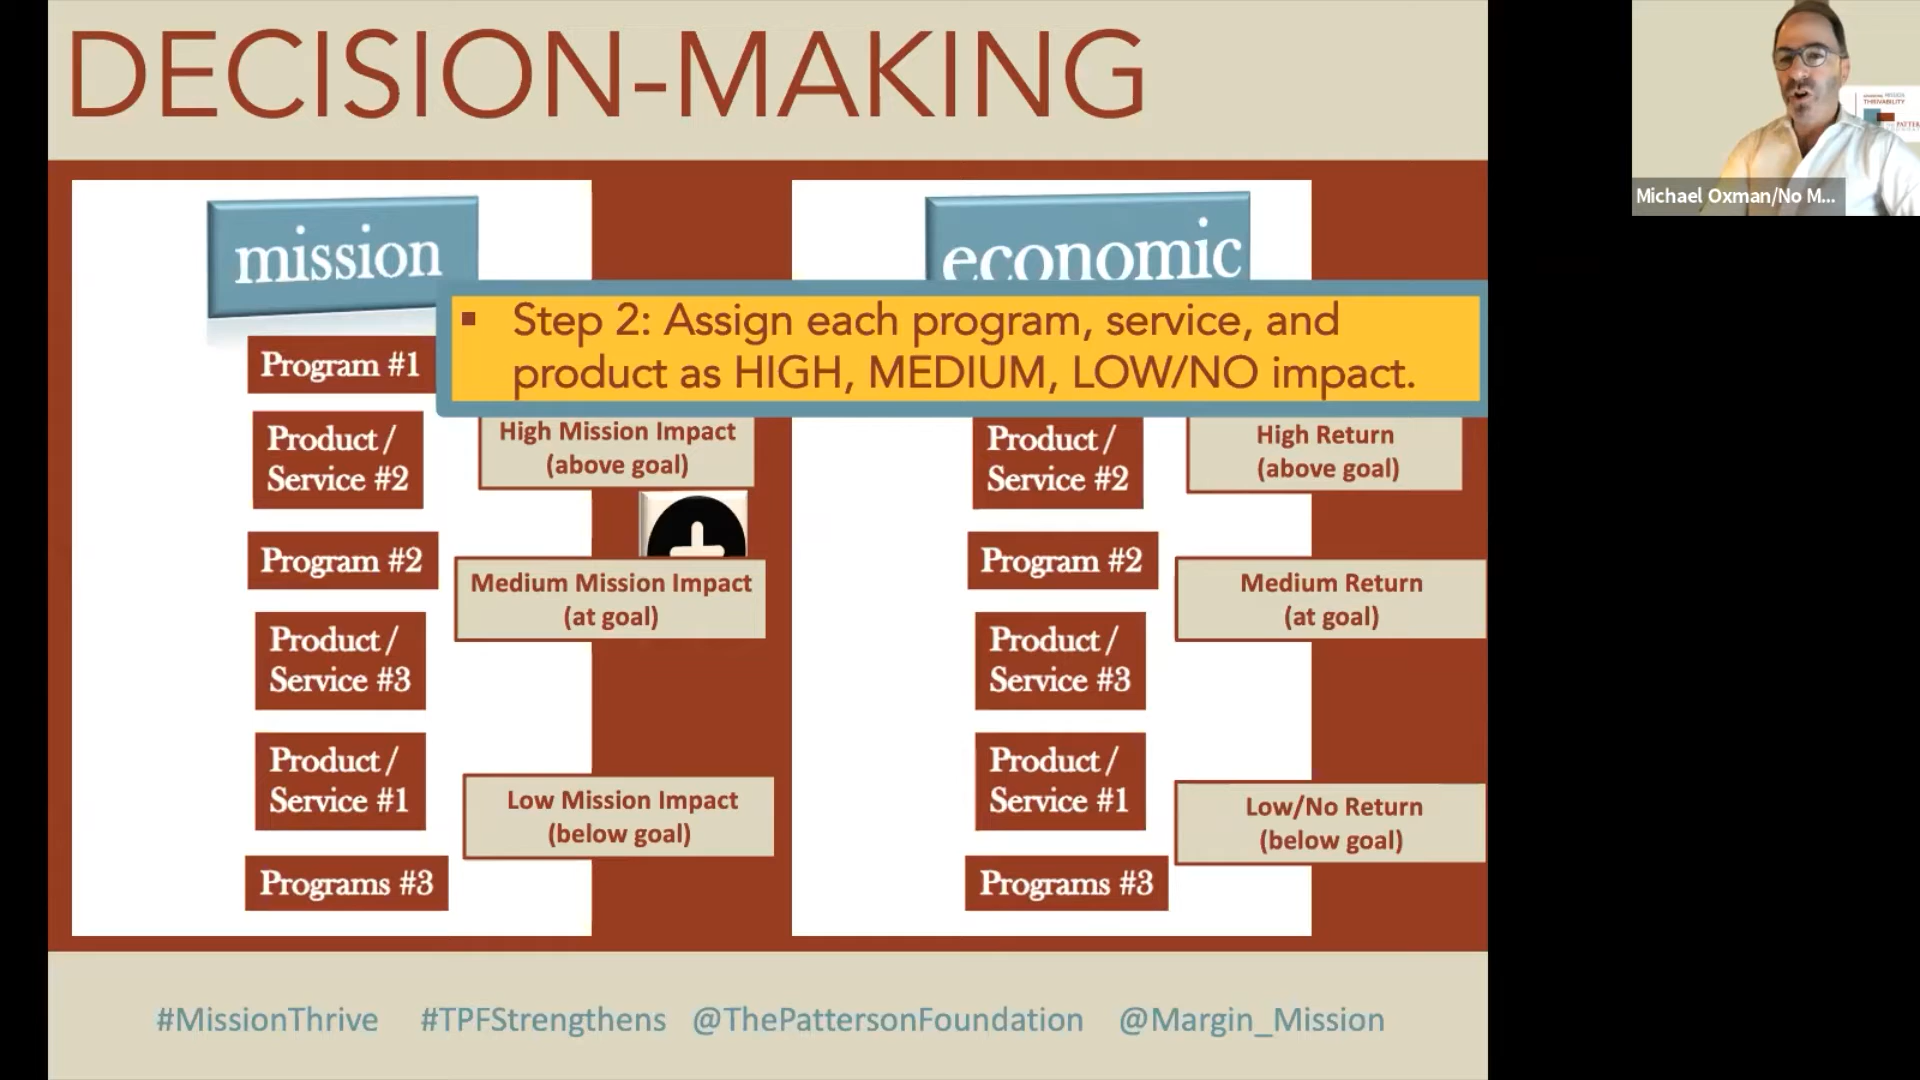 DECISION-MAKING
mission
economic
▪ Step 2: Assign each program, service, and
product as HIGH, MEDIUM, LOW/NO impact.
Program #1
Product /
Service #2
High Mission Impact
(above goal)
Program #2
Medium Mission Impact
(at goal)
Product /
Service #3
Product /
Service #1
Low Mission Impact
(below goal)
Programs #3
Product /
Service #2
High Return
(above goal)
Program #2
Medium Return
(at goal)
Product /
Service #3
Product /
Service #1
Low/No Return
(below goal)
Programs #3
#MissionThrive #TPFStrengthens @ThePattersonFoundation @Margin_Mission
THRIVABILITY
Michael Oxman/No M...